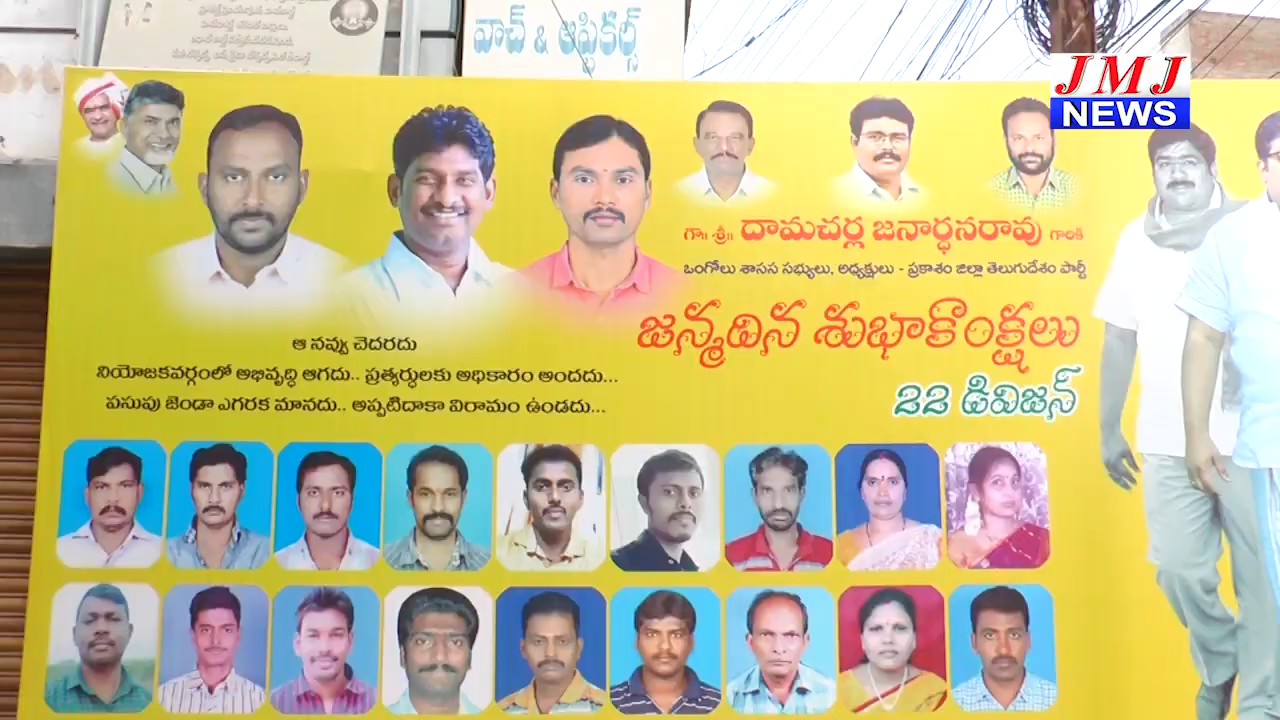 వాచ్ & ఆప్టికల్స్
JMJ
NEWS
గౌ॥ శ్రీ॥ దామచర్ల జనార్ధనరావు గారికి
ఒంగోలు శాసన సభ్యులు, అధ్యక్షులు - ప్రకాశం జిల్లా తెలుగుదేశం పార్టీ
జన్మదిన శుభాకాంక్షలు
22 డివిజన్
ఆ నవ్వు చెదరదు
నియోజకవర్గంలో అభివృద్ధి ఆగదు.. ప్రత్యర్ధులకు అధికారం అందదు...
పసుపు జెండా ఎగరక మానదు.. అప్పటిదాకా విరామం ఉండదు...